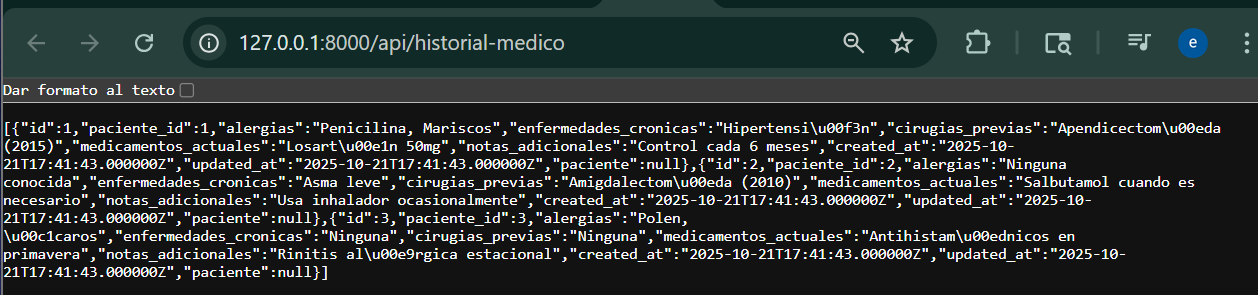 127.0.0.1:8000/api/historial-medico
e
Dar formato al texto
[{"id":1,"paciente_id":1,"alergias":"Penicilina, Mariscos","enfermedades_cronicas":"Hipertensi\u00f3n","cirugias_previas":"Apendicectom\u00eda
(2015)","medicamentos_actuales":"Losart\u00e1n 50mg","notas_adicionales":"Control cada 6 meses","created_at":"2025-10-
21T17:41:43.000000Z","updated_at":"2025-10-21T17:41:43.000000Z","paciente":null},{"id":2,"paciente_id":2,"alergias":"Ninguna
conocida","enfermedades_cronicas":"Asma leve","cirugias_previas":"Amigdalectom\u00eda (2010)","medicamentos_actuales":"Salbutamol cuando es
necesario","notas_adicionales":"Usa inhalador ocasionalmente","created_at":"2025-10-21T17:41:43.000000Z","updated_at":"2025-10-
21T17:41:43.000000Z","paciente":null},{"id":3,"paciente_id":3,"alergias":"Polen,
\u00c1caros","enfermedades_cronicas":"Ninguna","cirugias_previas":"Ninguna","medicamentos_actuales":"Antihistam\u00ednicos en
primavera","notas_adicionales":"Rinitis al\u00e9rgica estacional","created_at":"2025-10-21T17:41:43.000000Z","updated_at":"2025-10-
21T17:41:43.000000Z","paciente":null}]